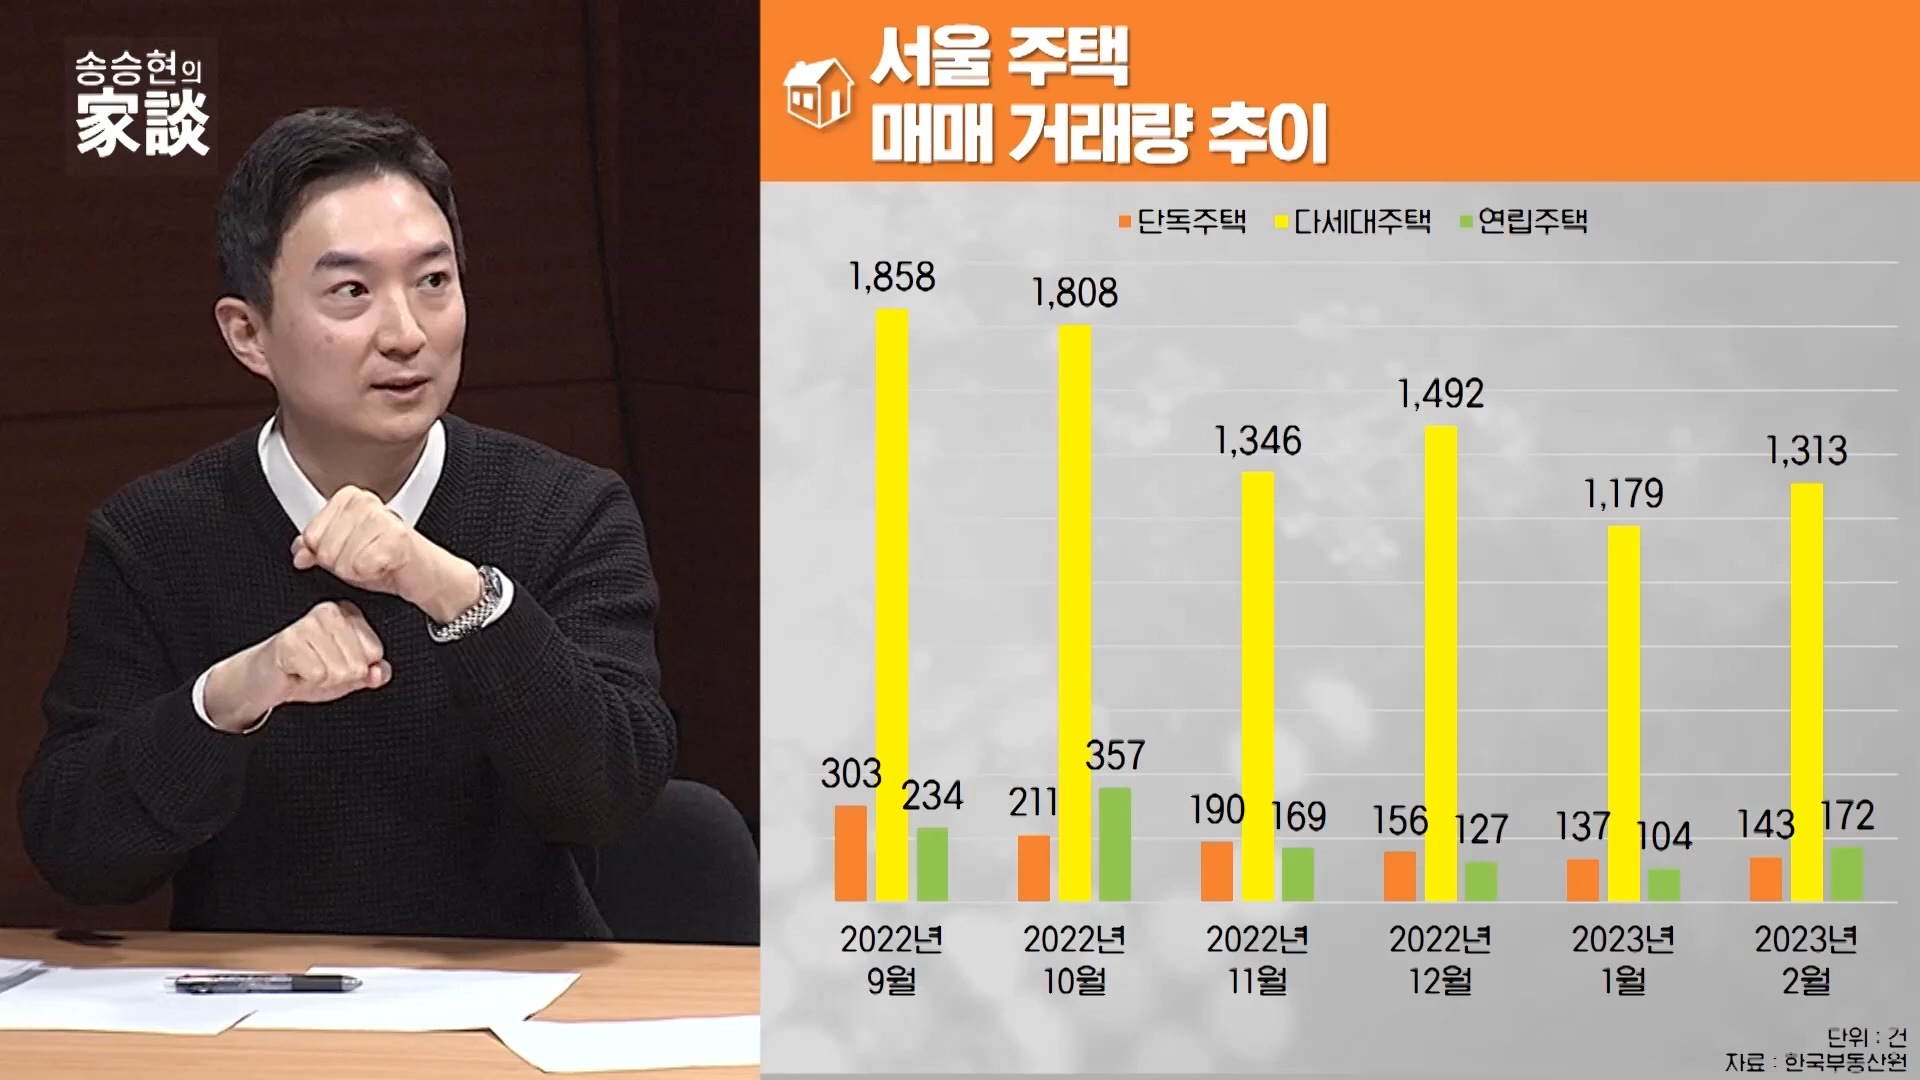 송승현의
家談
서울 주택
매매 거래량 추이
단독주택 다세대주택 연립주택
1,858
1,808
1,346
1,492
1,179
1,313
303
234
211
357
190
169
156
127
137
104
143
172
2022년
9월
2022년
10월
2022년
11월
2022년
12월
2023년
1월
2023년
2월
단위 : 건
자료 : 한국부동산원